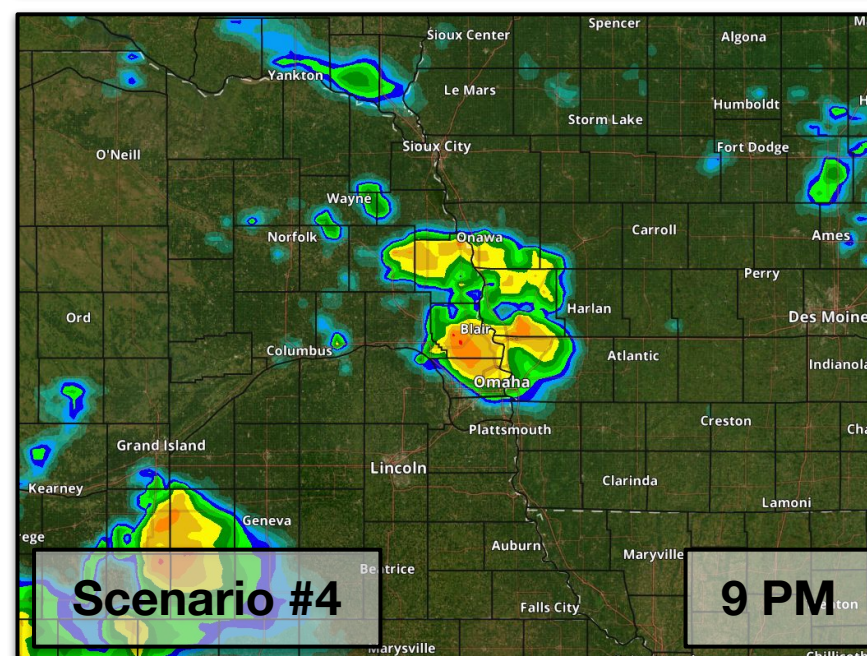 Spencer
Sioux Center
Algona
Yankton
Le Mars
Humboldt
Storm Lake
Sioux City
Fort Dodge
O'Neill
Wayne
Norfolk
Onawa
Carroll
Ames
Perry
Ord
Harlan
Blair
Des Moine
Columbus
Atlantic
Indianola
Omaha
Creston
Plattsmouth
Grand Island
Lincoln
Kearney
Clarinda
Lamoni
Geneva
Auburn
Maryville
Beatrice
Scenario #4
9 PM
Falls City
Marysville